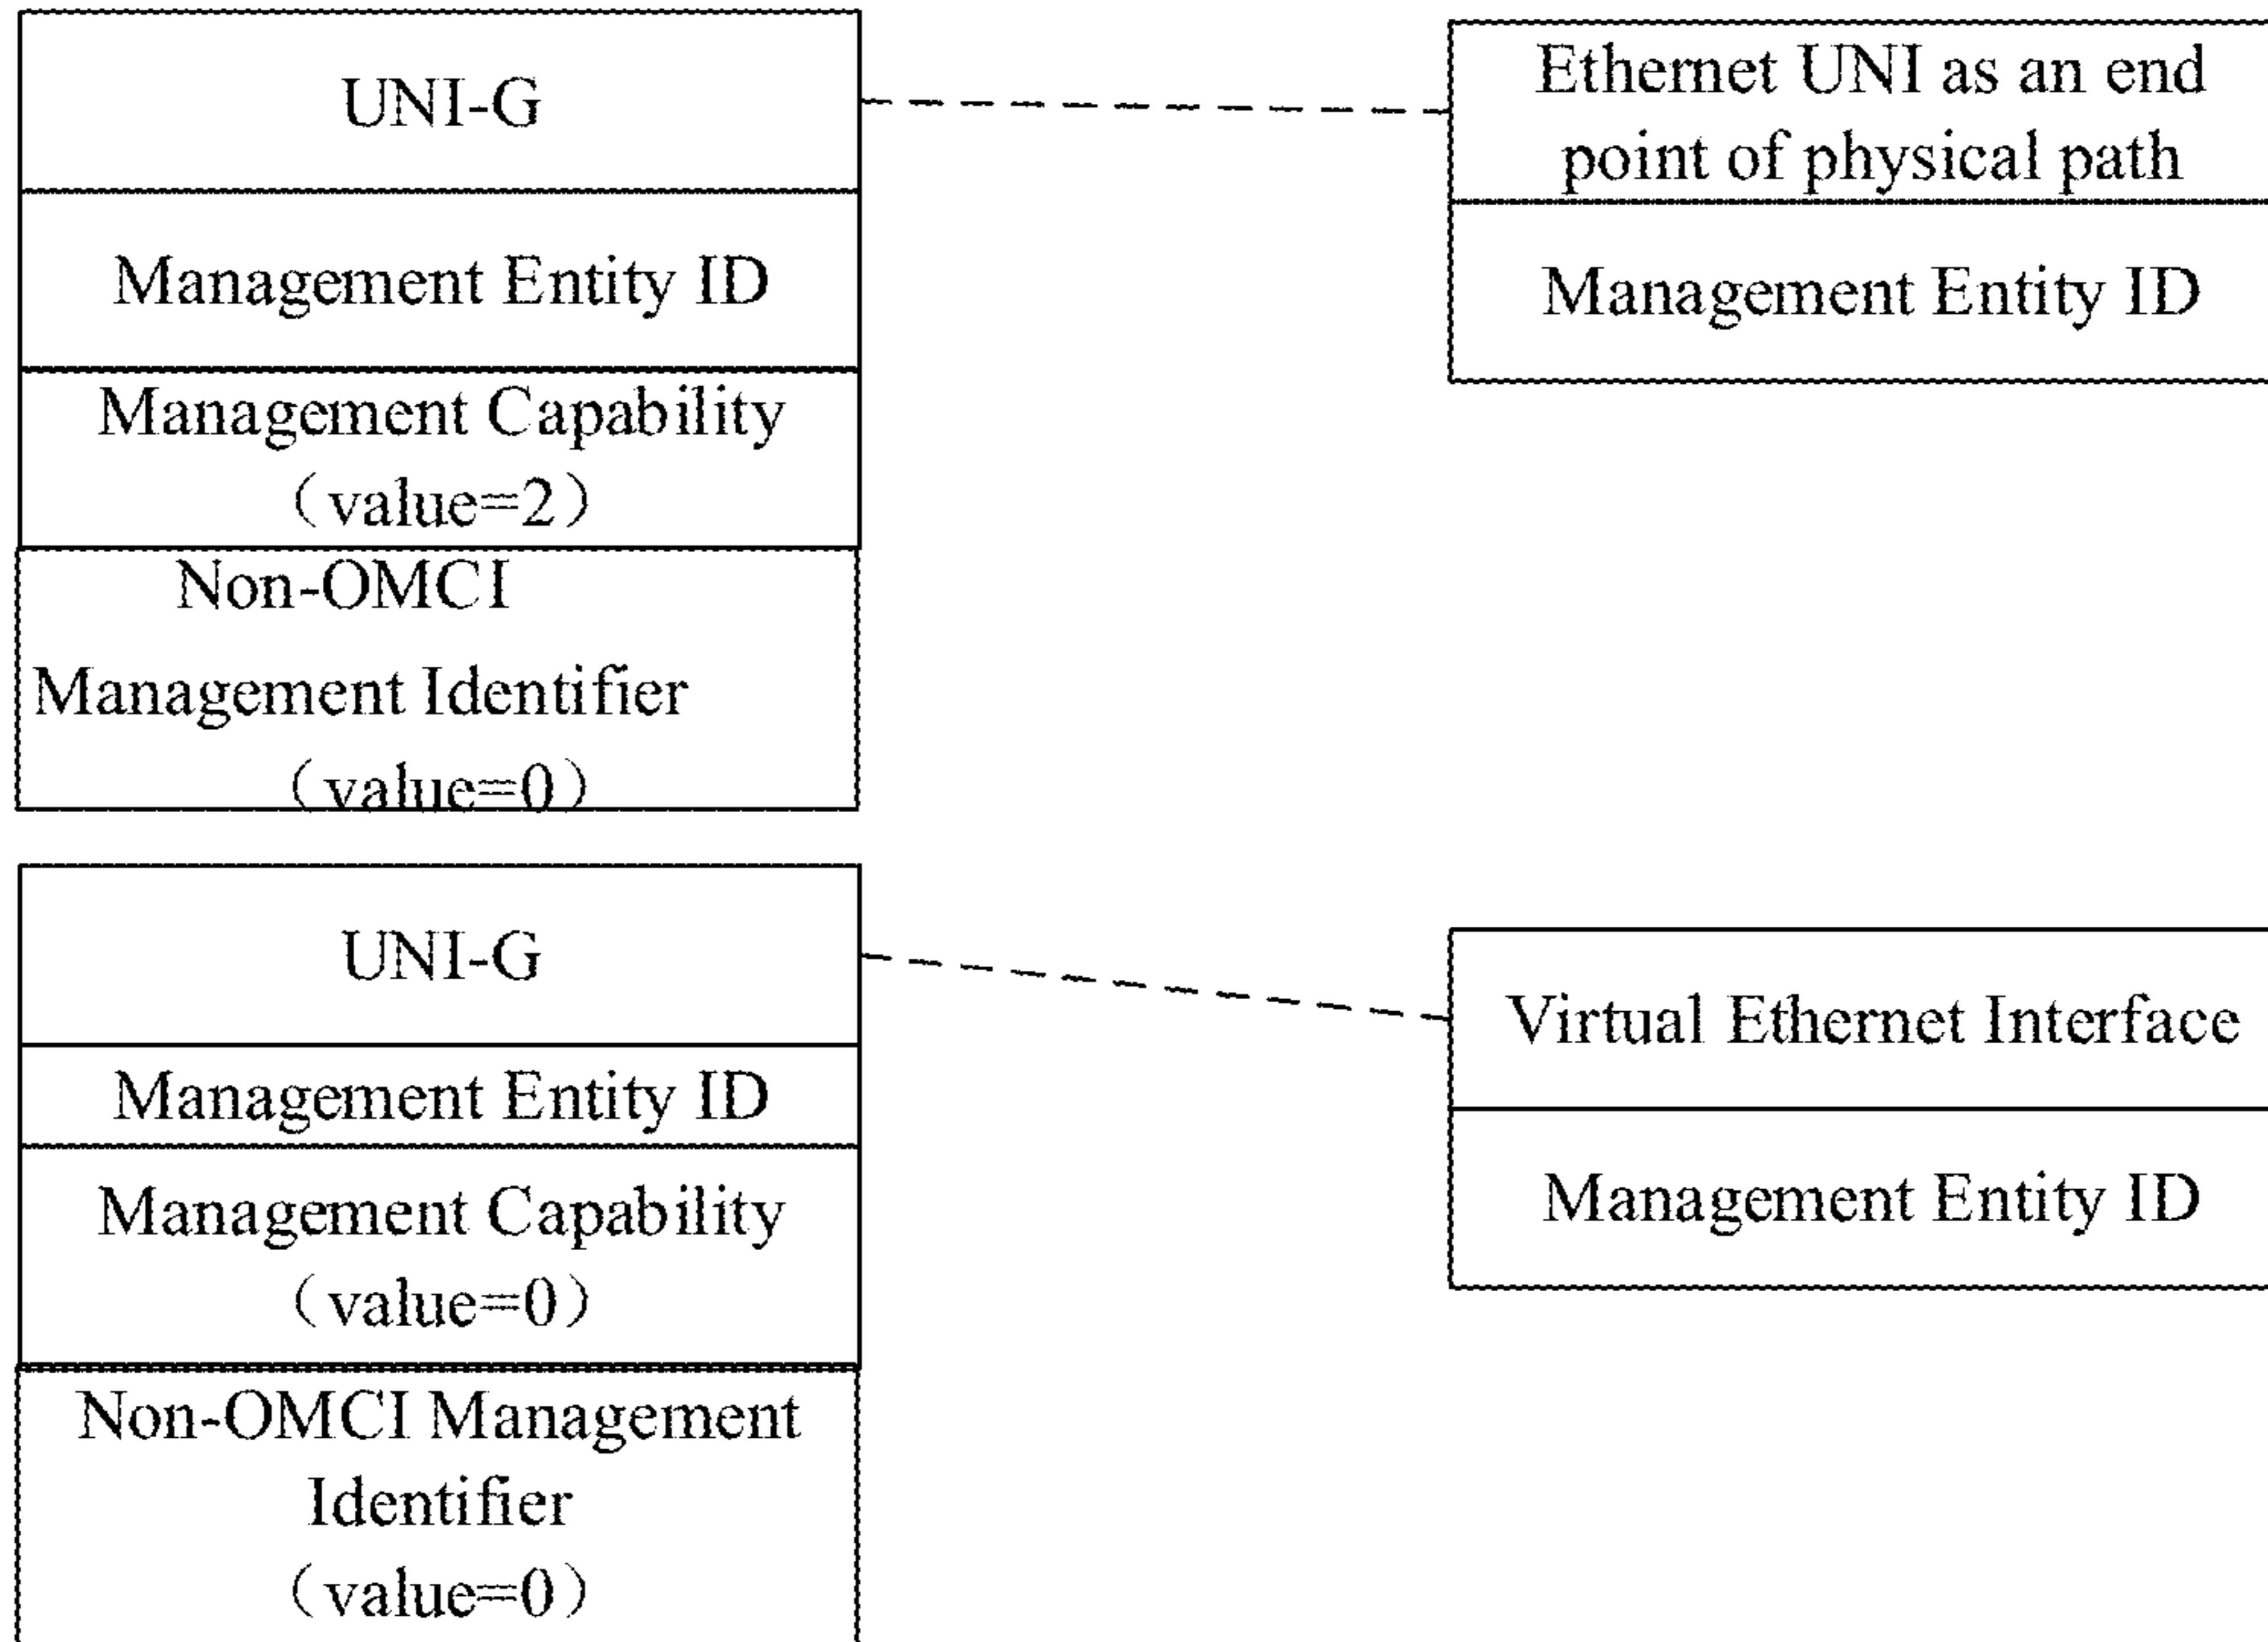 UNI-G
Management Entity ID
Management Capability
（value=2）
Non-OMCI
Management Identifier
（value=0）
Ethernet UNI as an end
point of physical path
Management Entity ID
UNI-G
Management Entity ID
Management Capability
（value=0）
Non-OMCI Management
Identifier
（value=0）
Virtual Ethernet Interface
Management Entity ID